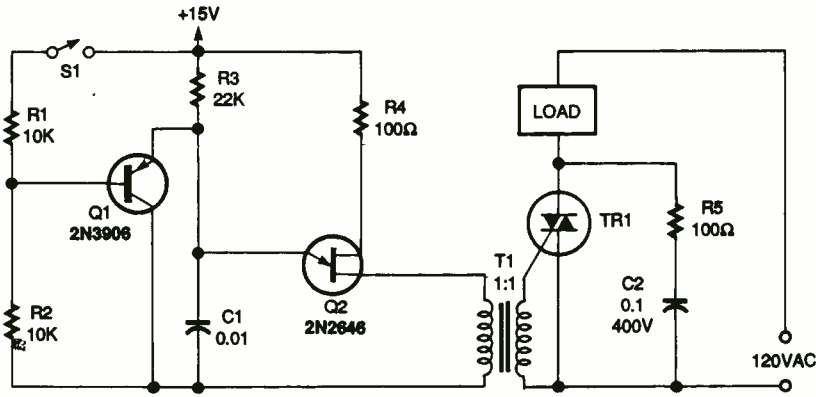 +15V
S1
R1
10K
R3
22K
R4
100Ω
LOAD
Q1
2N3906
TR1
R5
100Ω
T1
1:1
C2
0.1
400V
R2
10K
C1
0.01
Q2
2N2646
120VAC